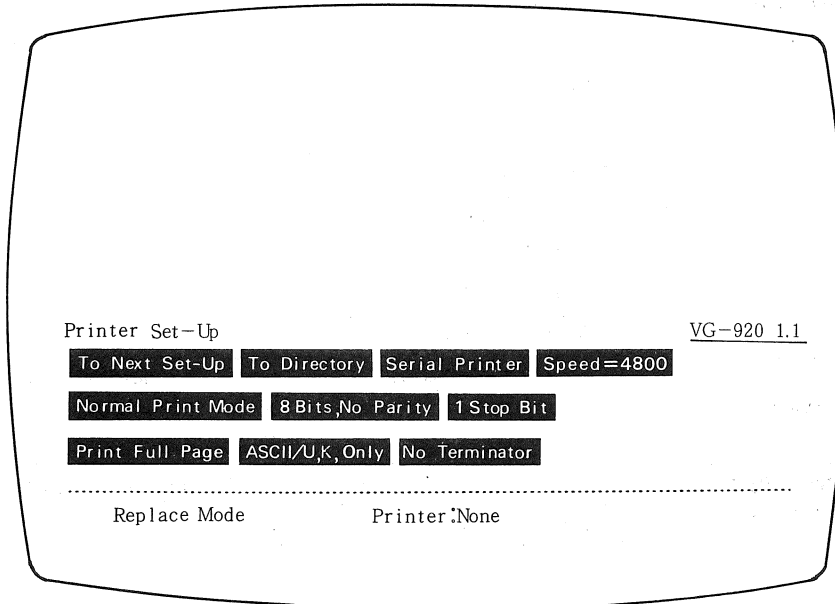 Printer Set-Up VG-920 1.1
To Next Set-Up To Directory Serial Printer Speed=4800
Normal Print Mode 8 Bits,No Parity 1 Stop Bit
Print Full Page ASCII/U,K,Only No Terminator
Replace Mode Printer:None